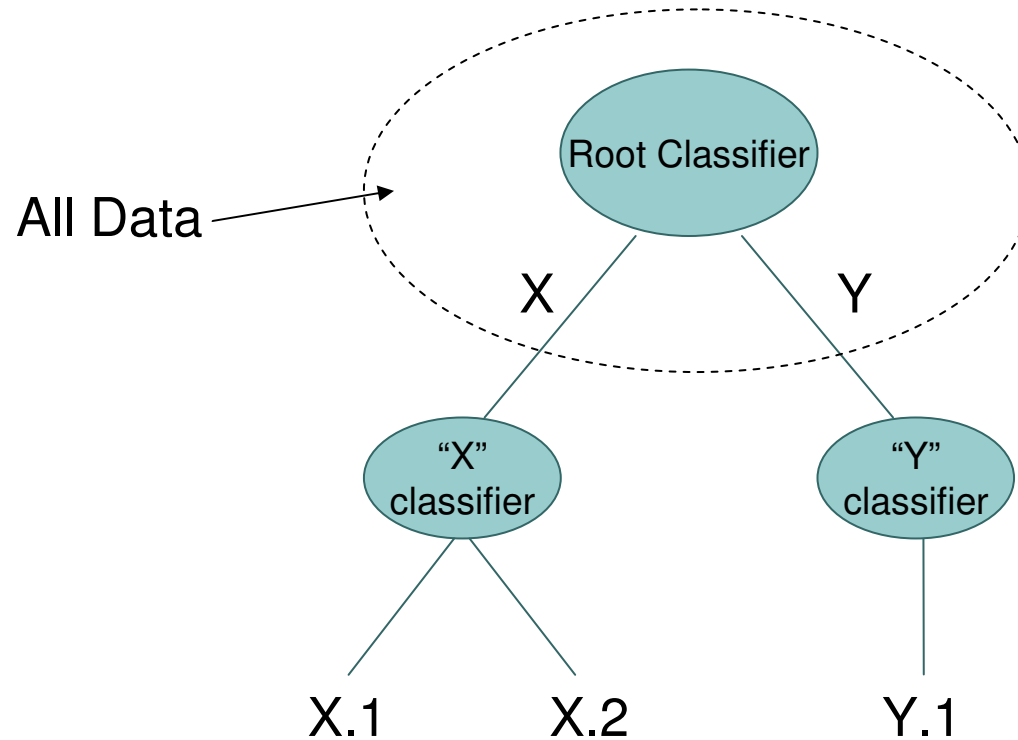 Root Classifier
All Data
X
Y
“X”
classifier
“Y”
classifier
X.1
X.2
Y.1